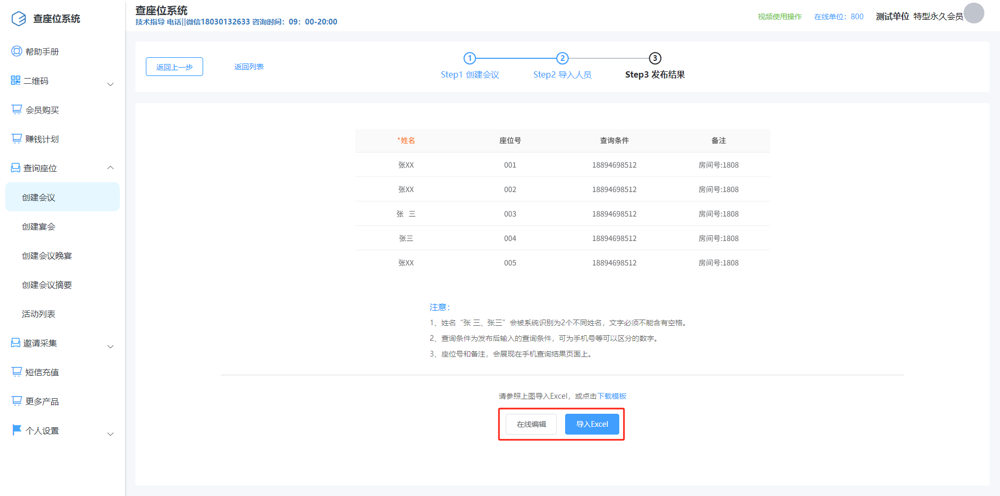 查座位系统
帮助手册
二维码
会员购买
赚钱计划
查询座位
创建会议
创建宴会
创建会议晚宴
创建会议摘要
活动列表
邀请采集
短信充值
更多产品
个人设置
查座位系统
技术指导 电话||微信18030132633 咨询时间：09：00-20:00
视频使用操作 在线单位：800 测试单位 特型永久会员
返回上一步 返回列表
1 2 3
Step1 创建会议 Step2 导入人员 Step3 发布结果
*姓名 座位号 查询条件 备注
张XX 001 18894698512 房间号:1808
张XX 002 18894698512 房间号:1808
张 三 003 18894698512 房间号:1808
张三 004 18894698512 房间号:1808
张XX 005 18894698512 房间号:1808
注意：
1、姓名“张 三、张三”会被系统识别为2个不同姓名，文字必须不能含有空格。
2、查询条件为发布后输入的查询条件，可为手机号等可以区分的数字。
3、座位号和备注，会展现在手机查询结果页面上。
请参照上图导入Excel，或点击下载模板
在线编辑 导入Excel